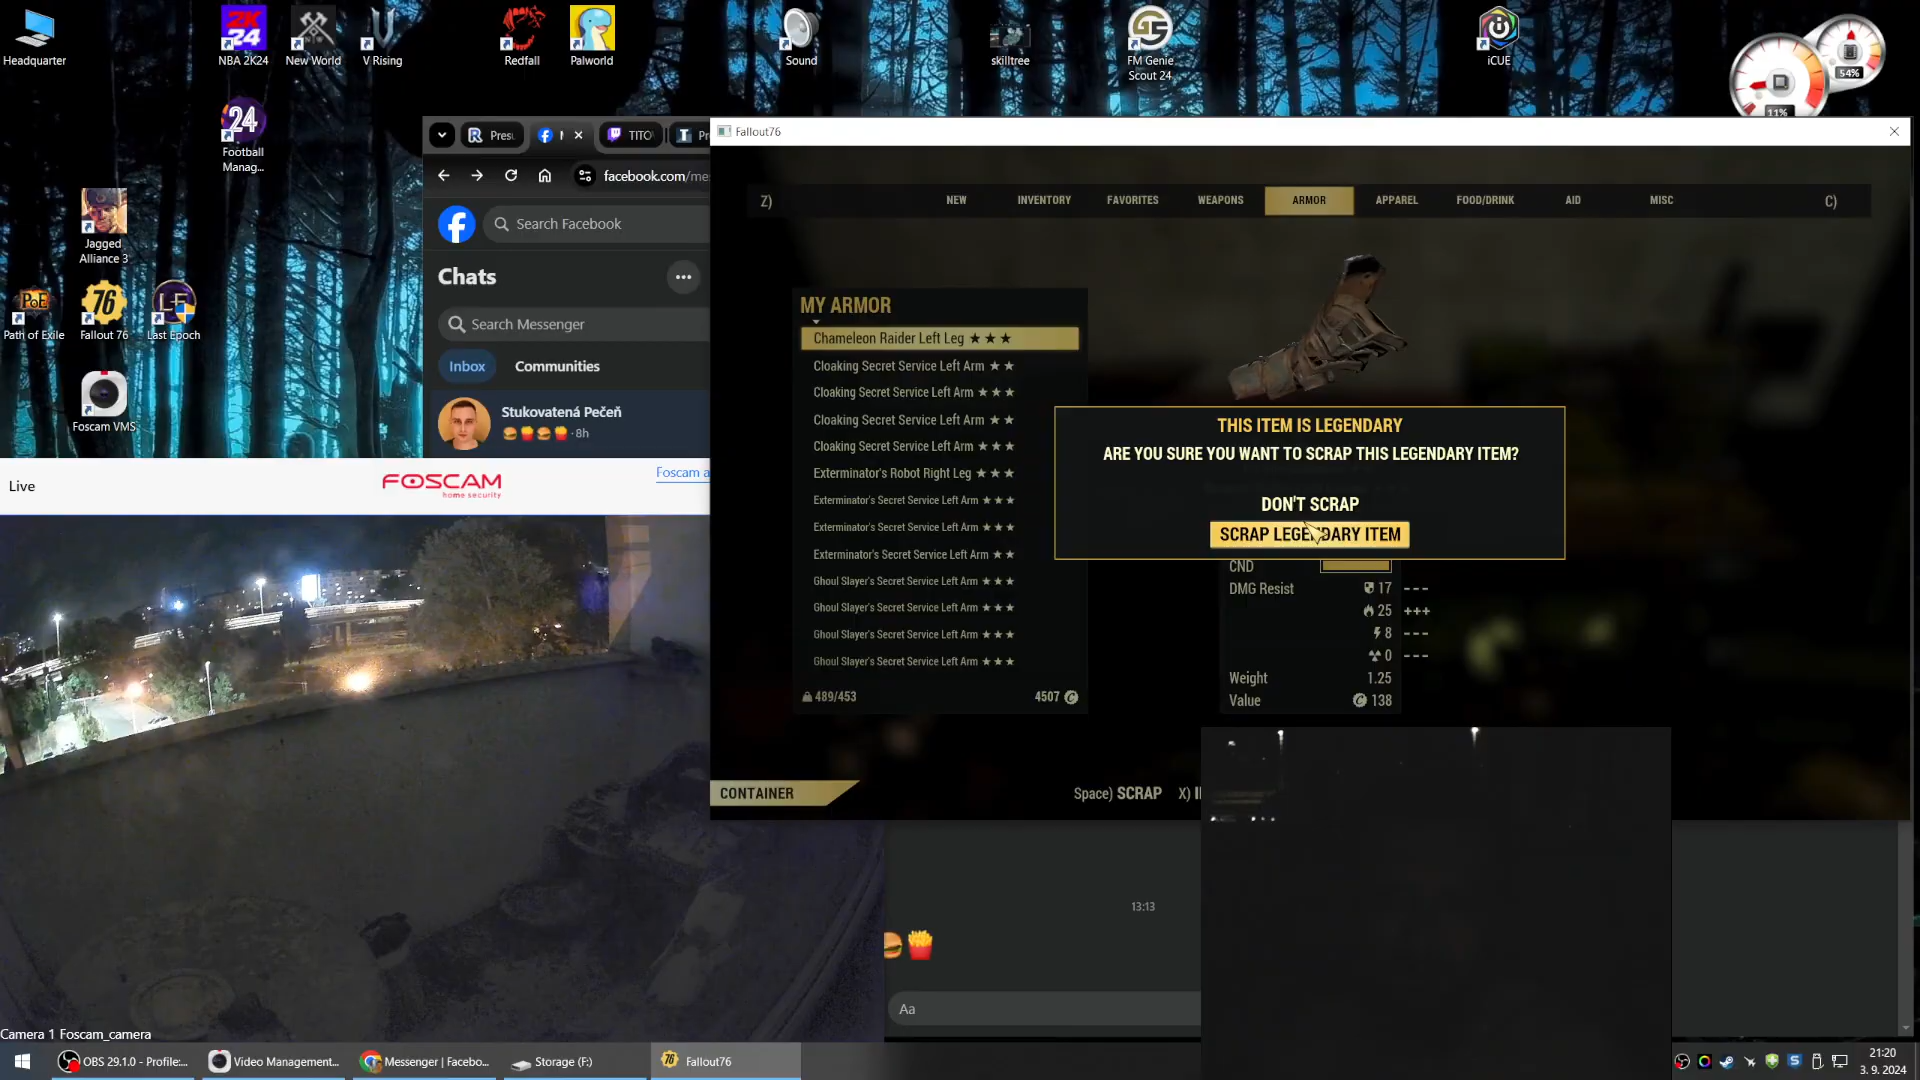 Headquarter
NBA 2K24
New World
V Rising
Redfall
Palworld
Sound
skilltree
FM Genie
Scout 24
iCUE
54%
11%
24
Football
Manag...
Jagged
Alliance 3
Path of Exile
Fallout 76
Last Epoch
Foscam VMS
TITO
facebook.com/me
Search Facebook
Chats
Search Messenger
Inbox
Communities
Stukovatená Pečeň
🍔🍟🍔🍟 · 8h
Live
FOSCAM
home security
Foscam a
Camera 1 Foscam_camera
Fallout76
Z)
NEW
INVENTORY
FAVORITES
WEAPONS
ARMOR
APPAREL
FOOD/DRINK
AID
MISC
C)
MY ARMOR
Chameleon Raider Left Leg ★ ★ ★
Cloaking Secret Service Left Arm ★ ★
Cloaking Secret Service Left Arm ★ ★ ★
Cloaking Secret Service Left Arm ★ ★
Cloaking Secret Service Left Arm ★ ★ ★
Exterminator's Robot Right Leg ★ ★ ★
Exterminator's Secret Service Left Arm ★ ★ ★
Exterminator's Secret Service Left Arm ★ ★ ★
Exterminator's Secret Service Left Arm ★ ★
Ghoul Slayer's Secret Service Left Arm ★ ★ ★
Ghoul Slayer's Secret Service Left Arm ★ ★ ★
Ghoul Slayer's Secret Service Left Arm ★ ★ ★
Ghoul Slayer's Secret Service Left Arm ★ ★ ★
489/453
4507
THIS ITEM IS LEGENDARY
ARE YOU SURE YOU WANT TO SCRAP THIS LEGENDARY ITEM?
DON'T SCRAP
SCRAP LEGENDARY ITEM
CND
DMG Resist 17 ---
25 +++
8 ---
0 ---
Weight 1.25
Value 138
CONTAINER
Space) SCRAP
X)
13:13
🍔🍟
Aa
OBS 29.1.0 - Profile:...
Video Management...
Messenger | Facebo...
Storage (F:)
Fallout76
21:20
3. 9. 2024